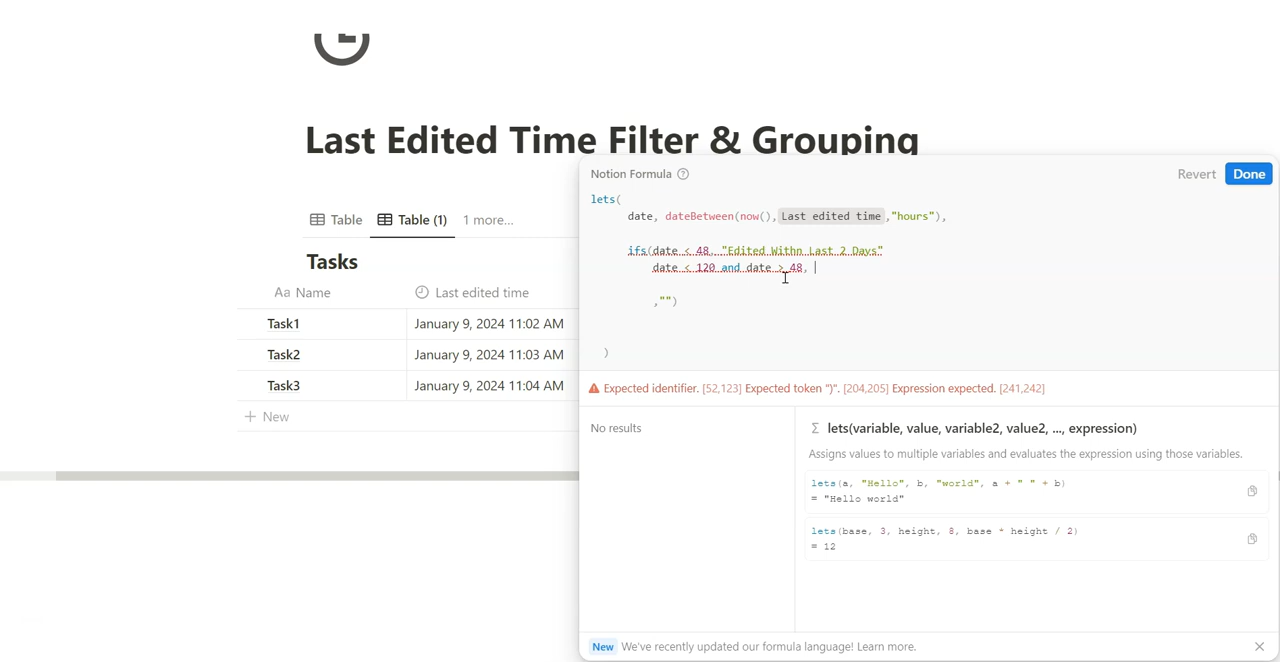 Last Edited Time Filter & Grouping
Table Table (1) 1 more...
Tasks
Aa Name Last edited time
Task1 January 9, 2024 11:02 AM
Task2 January 9, 2024 11:03 AM
Task3 January 9, 2024 11:04 AM
+ New
Notion Formula ? Revert Done
lets(
date, dateBetween(now(),Last edited time,"hours"),
ifs(date < 48, "Edited Withn Last 2 Days"
date < 120 and date > 48,
,"")
)
Expected identifier. [52,123] Expected token ")". [204,205] Expression expected. [241,242]
No results
Σ lets(variable, value, variable2, value2, ..., expression)
Assigns values to multiple variables and evaluates the expression using those variables.
lets(a, "Hello", b, "world", a + " " + b)
= "Hello world"
lets(base, 3, height, 8, base * height / 2)
= 12
New We've recently updated our formula language! Learn more.